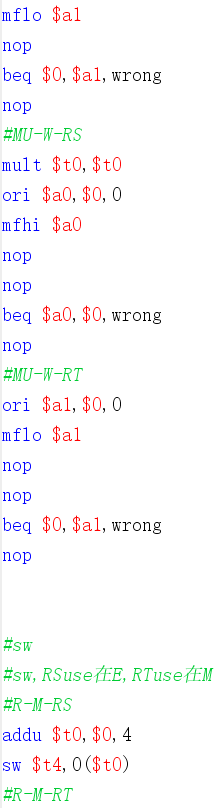 mflo $a1
nop
beq $0,$a1,wrong
nop
#MU-W-RS
mult $t0,$t0
ori $a0,$0,0
mfhi $a0
nop
nop
beq $a0,$0,wrong
nop
#MU-W-RT
ori $a1,$0,0
mflo $a1
nop
nop
beq $0,$a1,wrong
nop
#sw
#sw,RSuse在E,RTuse在M
#R-M-RS
addu $t0,$0,4
sw $t4,0($t0)
#R-M-RT